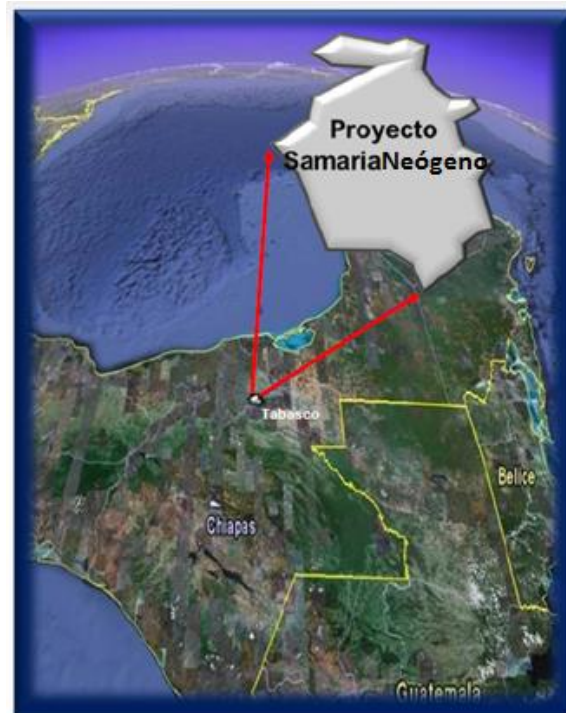 Proyecto
SamariaNeógeno
Tabasco
Belice
Chiapas
Guatemala